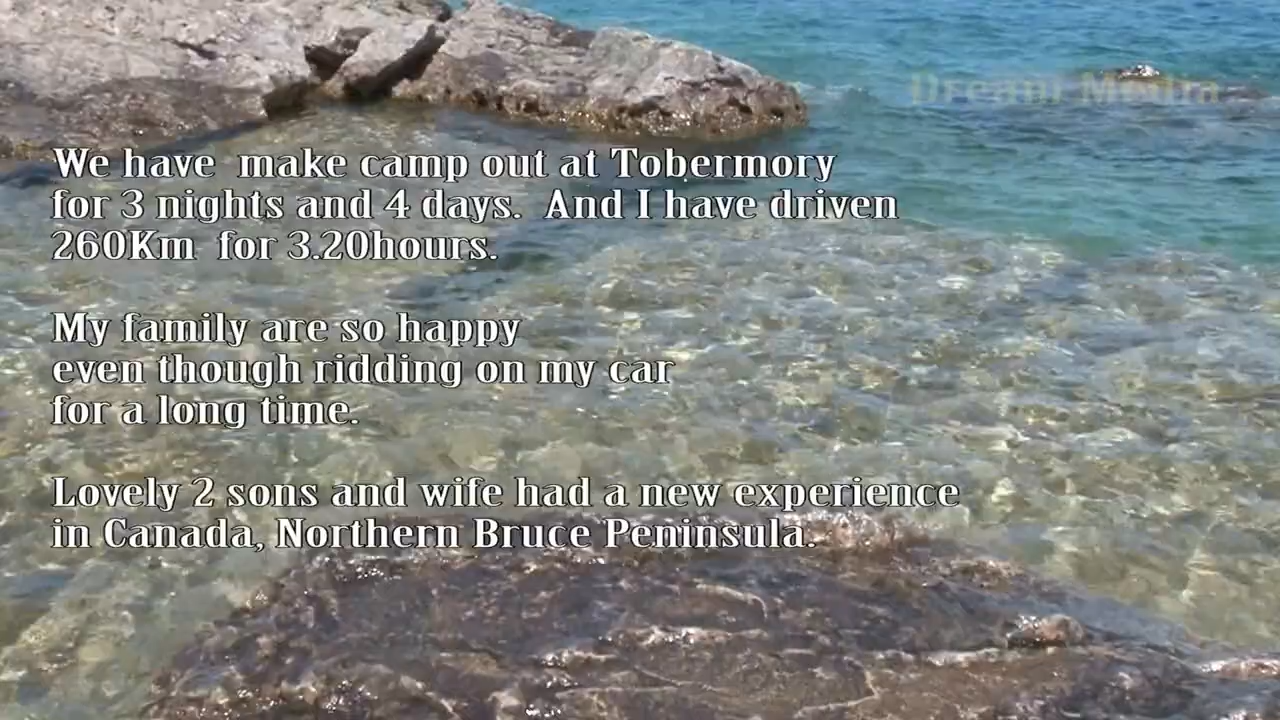 Dream Media
We have  make camp out at Tobermory
for 3 nights and 4 days.  And I have driven
260Km  for 3.20hours.
My family are so happy
even though ridding on my car
for a long time.
Lovely 2 sons and wife had a new experience
in Canada, Northern Bruce Peninsula.